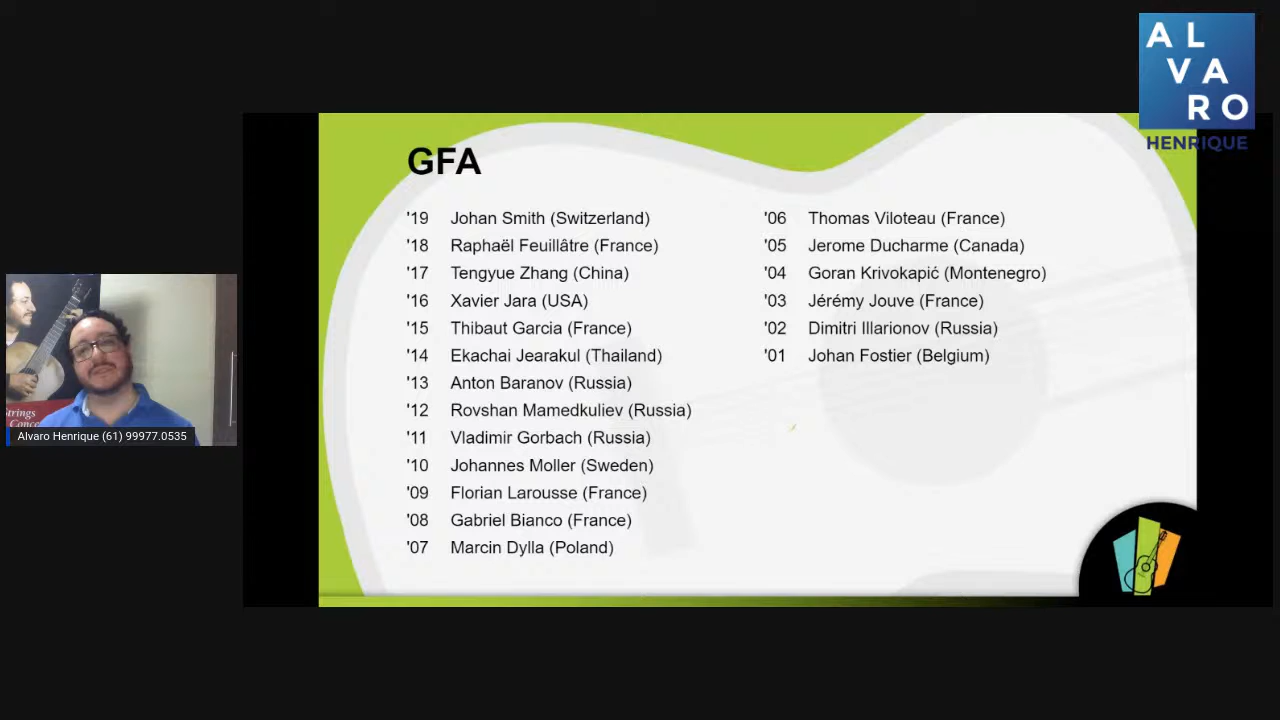 AL
VA
RO
HENRIQUE
GFA
'19 Johan Smith (Switzerland)
'18 Raphaël Feuillâtre (France)
'17 Tengyue Zhang (China)
'16 Xavier Jara (USA)
'15 Thibaut Garcia (France)
'14 Ekachai Jearakul (Thailand)
'13 Anton Baranov (Russia)
'12 Rovshan Mamedkuliev (Russia)
'11 Vladimir Gorbach (Russia)
'10 Johannes Moller (Sweden)
'09 Florian Larousse (France)
'08 Gabriel Bianco (France)
'07 Marcin Dylla (Poland)
'06 Thomas Viloteau (France)
'05 Jerome Ducharme (Canada)
'04 Goran Krivokapić (Montenegro)
'03 Jérémy Jouve (France)
'02 Dimitri Illarionov (Russia)
'01 Johan Fostier (Belgium)
Strings
Conce
Alvaro Henrique (61) 99977.0535